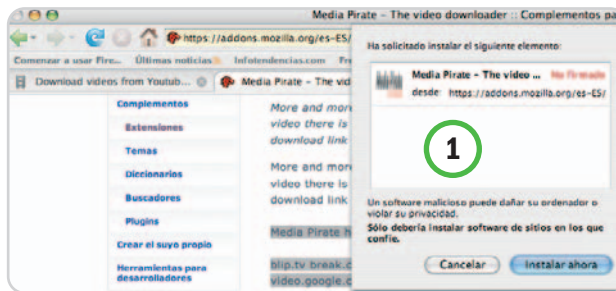 Media Pirate – The video downloader :: Complementos pa
https://addons.mozilla.org/es-ES/
Comenzar a usar Fire... Últimas noticias Infotendencias.com
Download videos from Youtub... Media Pirate – The vid
Complementos
Extensiones
Temas
Diccionarios
Buscadores
Plugins
Crear el suyo propio
Herramientas para
desarrolladores
More and mor
video there is
download link
More and mor
video there is
download link
Media Pirate h
blip.tv break.c
video.google.c
Ha solicitado instalar el siguiente elemento:
Media Pirate – The video ... No firmado
desde: https://addons.mozilla.org/es-ES/
1
Un software malicioso puede dañar su ordenador o
violar su privacidad.
Sólo debería instalar software de sitios en los que
confíe.
Cancelar Instalar ahora